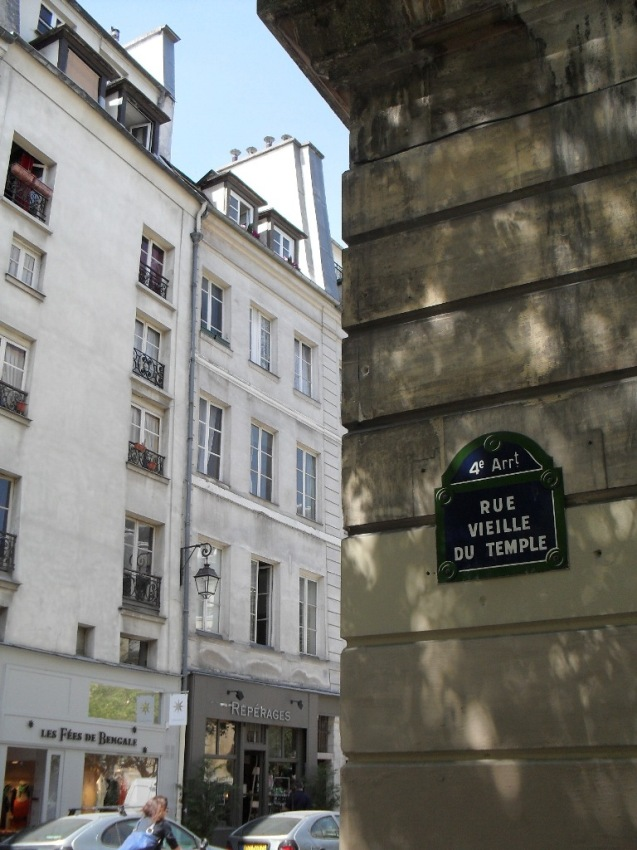 4e Arrt
RUE
VIEILLE
DU TEMPLE
REPÉRAGES
LES FÉES DE BENGALE